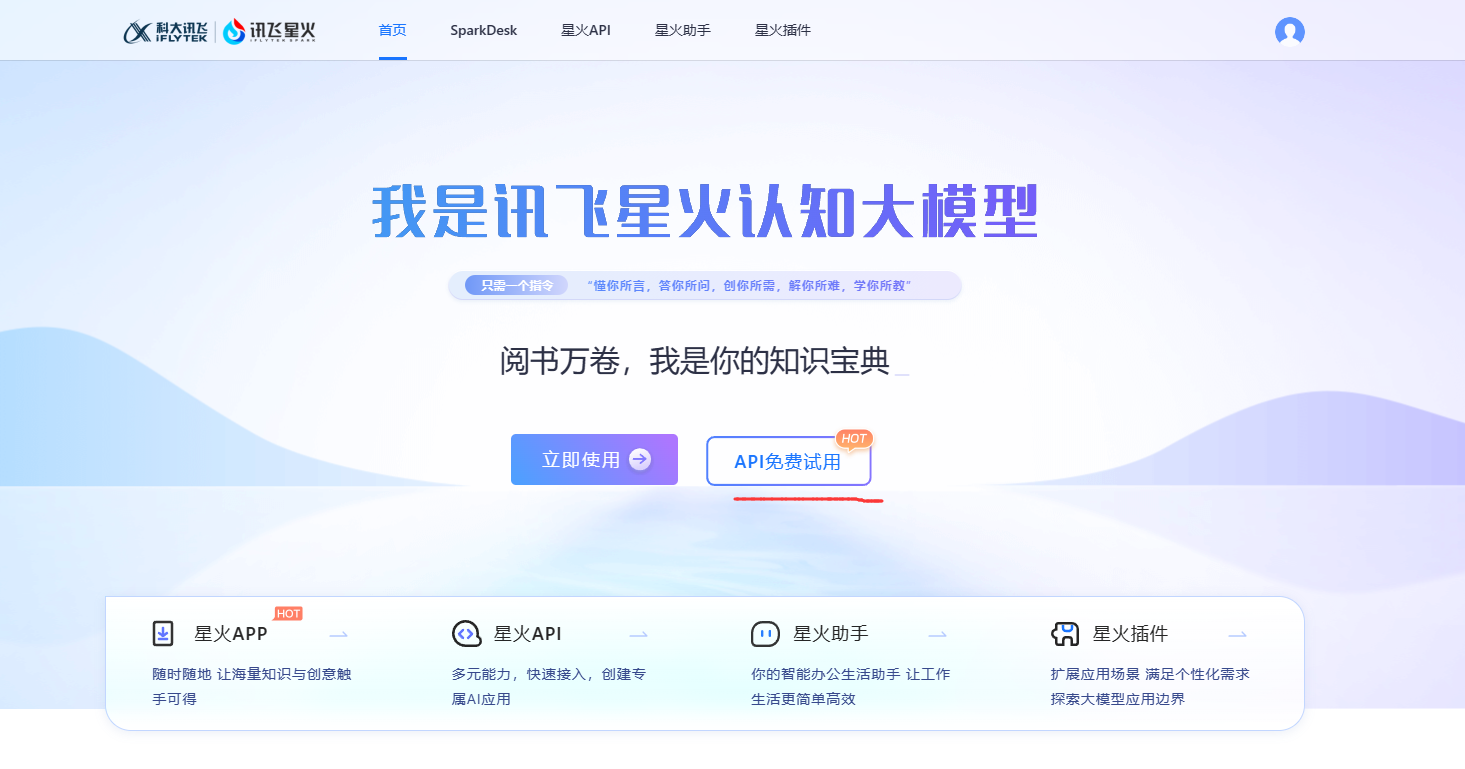 科大讯飞 iFLYTEK 讯飞星火 IFLYTEK SPARK 首页 SparkDesk 星火API 星火助手 星火插件
我是讯飞星火认知大模型
只需一个指令 “懂你所言，答你所问，创你所需，解你所难，学你所教”
阅书万卷，我是你的知识宝典_
立即使用 API免费试用 HOT
星火APP HOT
随时随地 让海量知识与创意触
手可得
星火API
多元能力，快速接入，创建专
属AI应用
星火助手
你的智能办公生活助手 让工作
生活更简单高效
星火插件
扩展应用场景 满足个性化需求
探索大模型应用边界